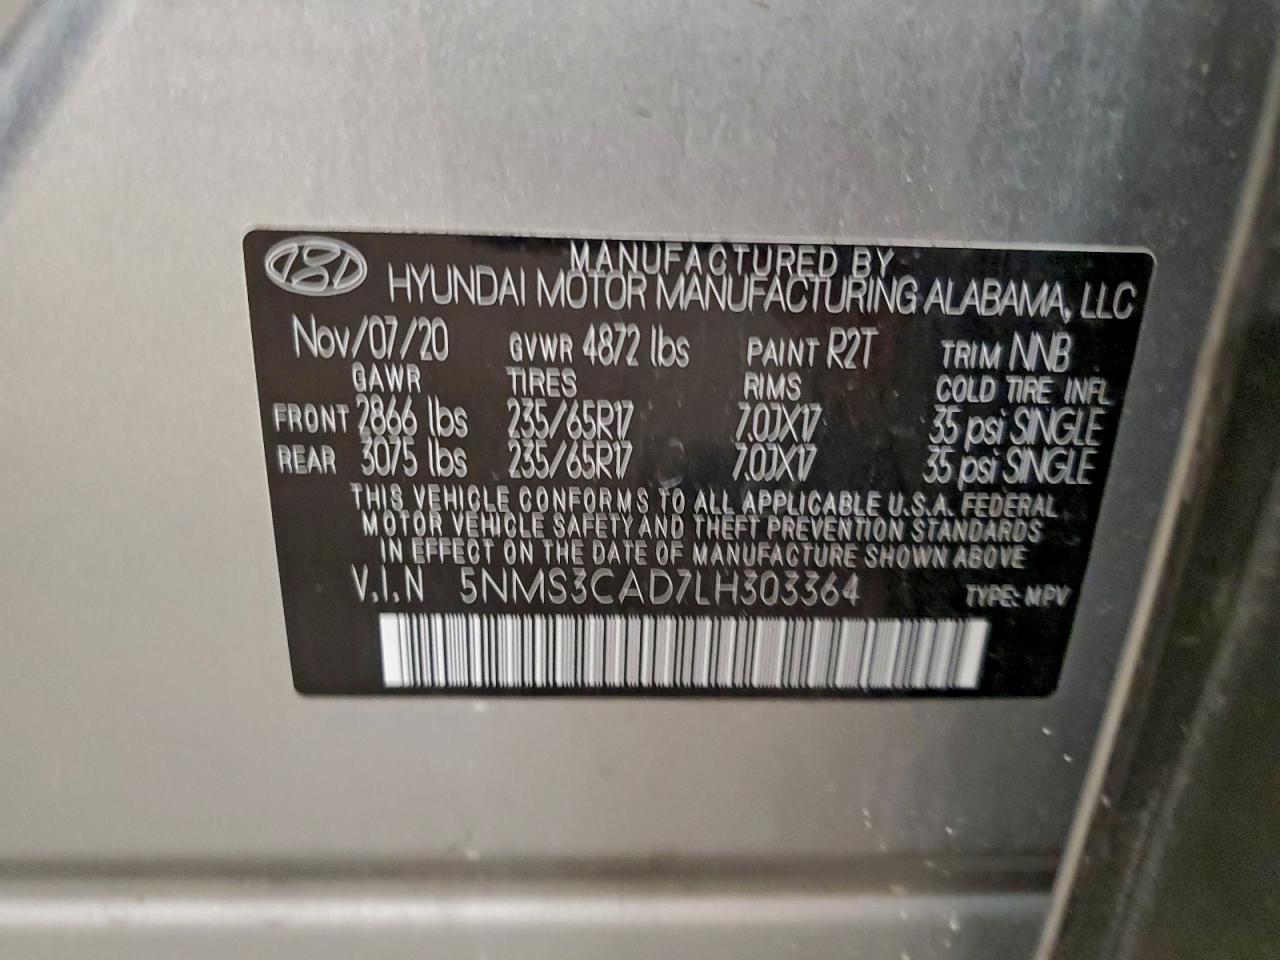 MANUFACTURED BY
HYUNDAI MOTOR MANUFACTURING ALABAMA, LLC
Nov/07/20 GVWR 4872 lbs PAINT R2T TRIM NNB
GAWR TIRES RIMS COLD TIRE INFL
FRONT 2866 lbs 235/65R17 7.0JX17 35 psi SINGLE
REAR 3075 lbs 235/65R17 7.0JX17 35 psi SINGLE
THIS VEHICLE CONFORMS TO ALL APPLICABLE U.S.A. FEDERAL
MOTOR VEHICLE SAFETY AND THEFT PREVENTION STANDARDS
IN EFFECT ON THE DATE OF MANUFACTURE SHOWN ABOVE
V.I.N 5NMS3CAD7LH303364 TYPE: MPV